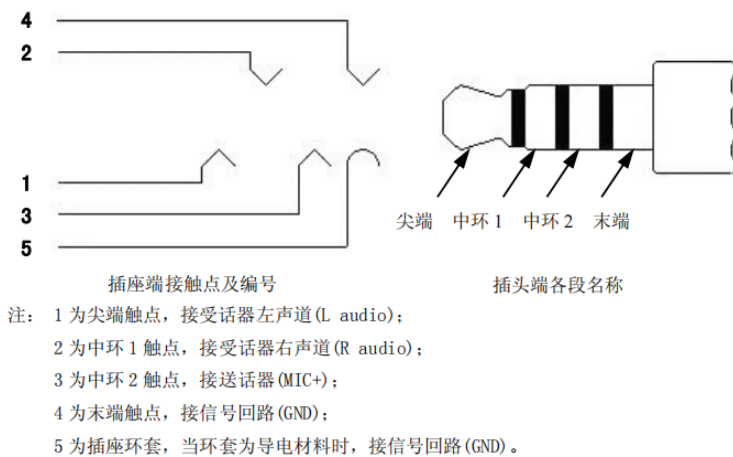 4
2
1
3
5
尖端 中环1 中环2 末端
插座端接触点及编号
插头端各段名称
注: 1为尖端触点，接受话器左声道(L audio);
2为中环1触点，接受话器右声道(R audio);
3为中环2触点，接送话器(MIC+);
4为末端触点，接信号回路(GND);
5为插座环套，当环套为导电材料时，接信号回路(GND)。